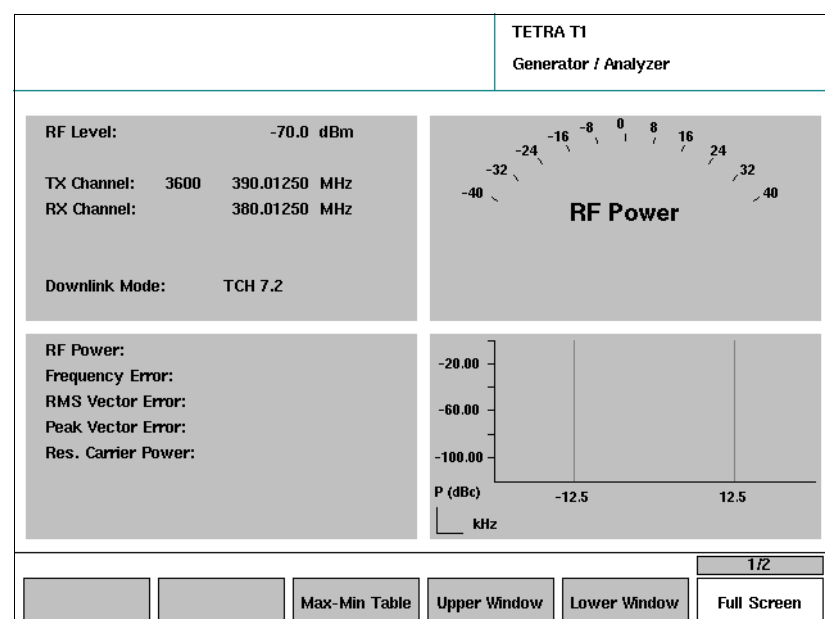 TETRA T1
Generator / Analyzer
RF Level: -70.0 dBm
TX Channel: 3600 390.01250 MHz
RX Channel: 380.01250 MHz
Downlink Mode: TCH 7.2
-40 -32 -24 -16 -8 0 8 16 24 32 40
RF Power
RF Power:
Frequency Error:
RMS Vector Error:
Peak Vector Error:
Res. Carrier Power:
-20.00
-60.00
-100.00
P (dBc) -12.5 12.5
kHz
1/2
Max-Min Table Upper Window Lower Window Full Screen